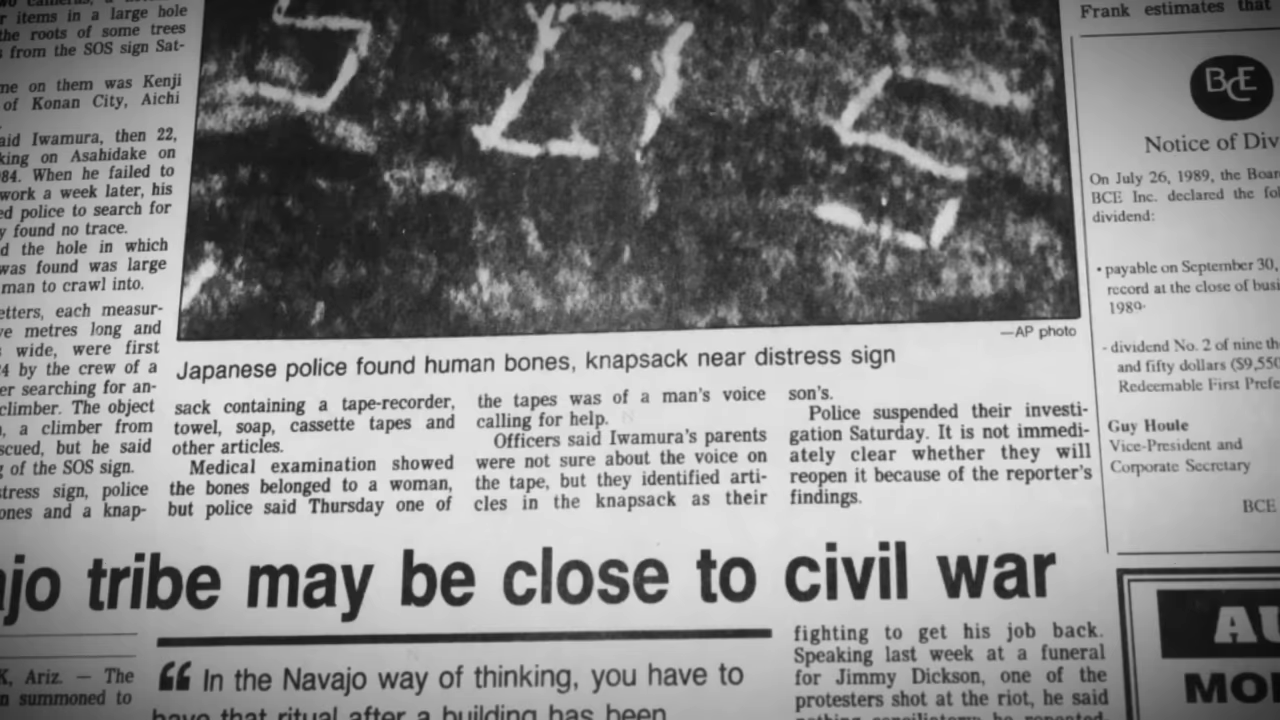 r items in a large hole
the roots of some trees
from the SOS sign Sat-
me on them was Kenji
of Konan City, Aichi
aid Iwamura, then 22,
king on Asahidake on
84. When he failed to
work a week later, his
ed police to search for
y found no trace.
d the hole in which
was found was large
man to crawl into.
etters, each measur-
ve metres long and
wide, were first
4 by the crew of a
er searching for an-
climber. The object
, a climber from
scued, but he said
g of the SOS sign.
stress sign, police
ones and a knap-
—AP photo
Japanese police found human bones, knapsack near distress sign
sack containing a tape-recorder,
towel, soap, cassette tapes and
other articles.
Medical examination showed
the bones belonged to a woman,
but police said Thursday one of
the tapes was of a man's voice
calling for help.
Officers said Iwamura's parents
were not sure about the voice on
the tape, but they identified arti-
cles in the knapsack as their
son's.
Police suspended their investi-
gation Saturday. It is not immedi-
ately clear whether they will
reopen it because of the reporter's
findings.
Frank estimates that
BCE
Notice of Div
On July 26, 1989, the Boar
BCE Inc. declared the fol
dividend:
• payable on September 30,
record at the close of busi
1989.
- dividend No. 2 of nine th
and fifty dollars ($9,550
Redeemable First Prefe
Guy Houle
Vice-President and
Corporate Secretary
BCE
ajo tribe may be close to civil war
K, Ariz. — The
n summoned to
“ In the Navajo way of thinking, you have to
have that ritual after a building has been
fighting to get his job back.
Speaking last week at a funeral
for Jimmy Dickson, one of the
protesters shot at the riot, he said
AU
MO